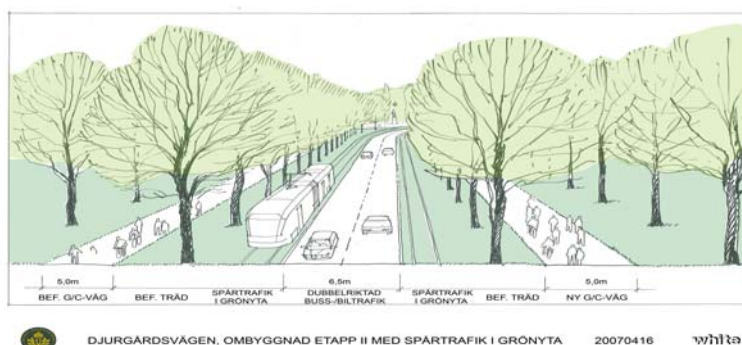 5,0m
6,5m
5,0m
BEF. G/C-VÄG
BEF. TRÄD
SPÅRTRAFIK
I GRÖNYTA
DUBBELRIKTAD
BUSS-/BILTRAFIK
SPÅRTRAFIK
I GRÖNYTA
BEF. TRÄD
NY G/C-VÄG
DJURGÅRDSVÄGEN, OMBYGGNAD ETAPP II MED SPÅRTRAFIK I GRÖNYTA 20070416 white